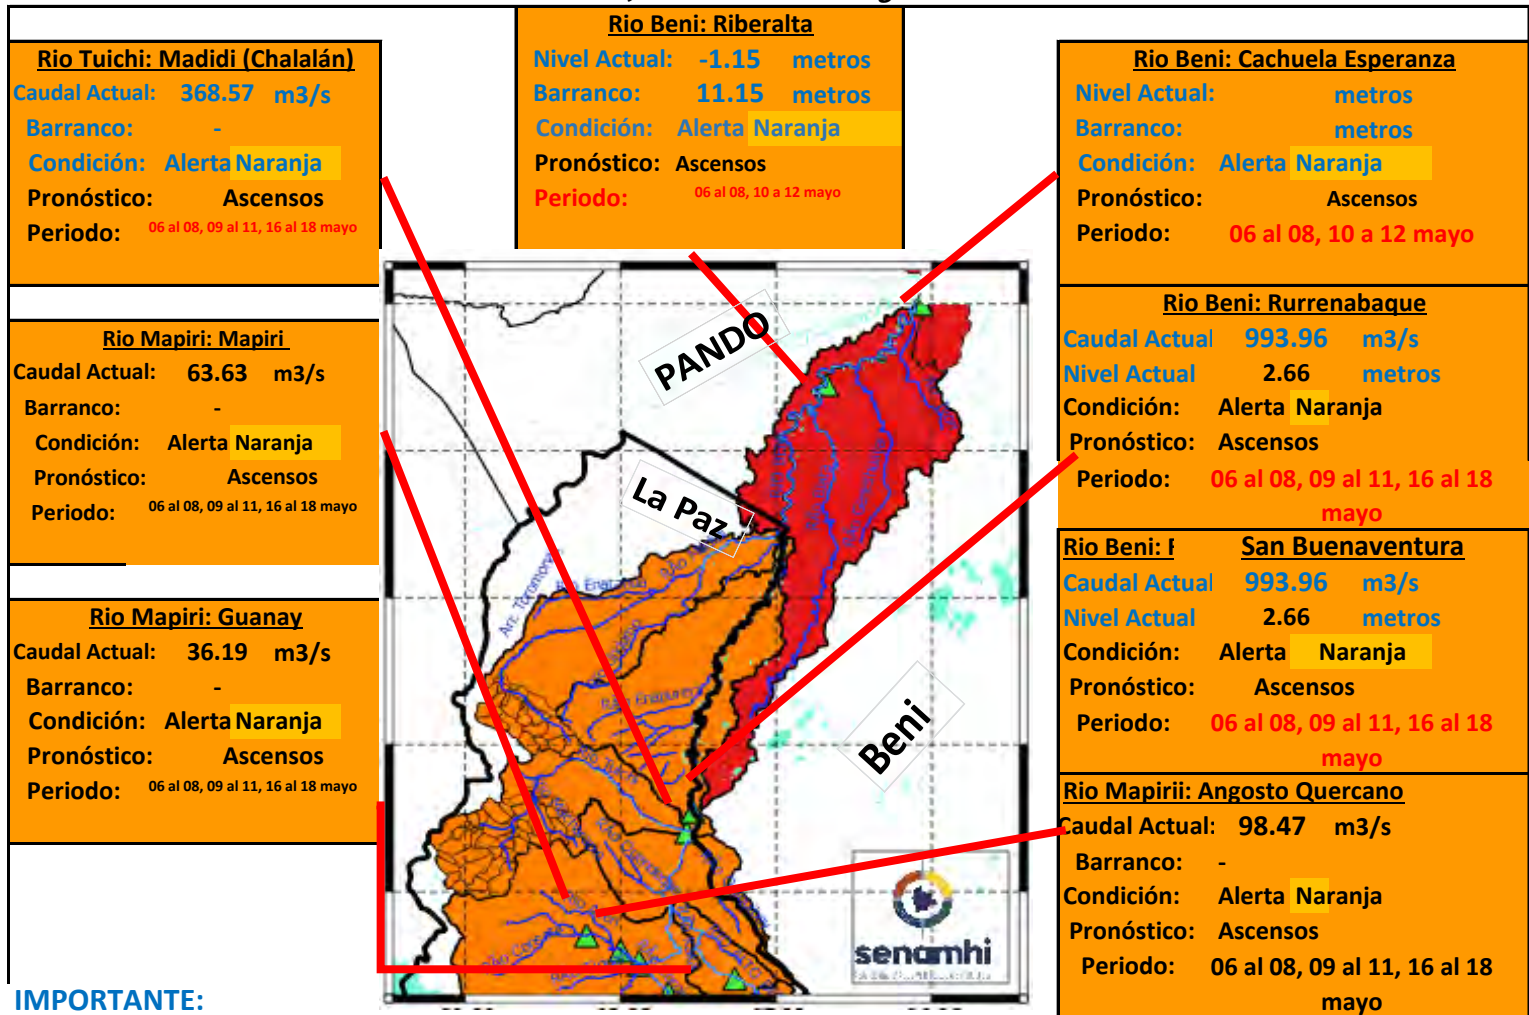 Rio Tuichi: Madidi (Chalalán)
Caudal Actual: 368.57 m3/s
Barranco: -
Condición: Alerta Naranja
Pronóstico: Ascensos
Periodo: 06 al 08, 09 al 11, 16 al 18 mayo
Rio Mapiri: Mapiri
Caudal Actual: 63.63 m3/s
Barranco: -
Condición: Alerta Naranja
Pronóstico: Ascensos
Periodo: 06 al 08, 09 al 11, 16 al 18 mayo
Rio Mapiri: Guanay
Caudal Actual: 36.19 m3/s
Barranco: -
Condición: Alerta Naranja
Pronóstico: Ascensos
Periodo: 06 al 08, 09 al 11, 16 al 18 mayo
IMPORTANTE:
Rio Beni: Riberalta
Nivel Actual: -1.15 metros
Barranco: 11.15 metros
Condición: Alerta Naranja
Pronóstico: Ascensos
Periodo: 06 al 08, 10 a 12 mayo
PANDO
La Paz
Beni
senamhi
Rio Beni: Cachuela Esperanza
Nivel Actual: metros
Barranco: metros
Condición: Alerta Naranja
Pronóstico: Ascensos
Periodo: 06 al 08, 10 a 12 mayo
Rio Beni: Rurrenabaque
Caudal Actual 993.96 m3/s
Nivel Actual 2.66 metros
Condición: Alerta Naranja
Pronóstico: Ascensos
Periodo: 06 al 08, 09 al 11, 16 al 18
mayo
Rio Beni: San Buenaventura
Caudal Actual 993.96 m3/s
Nivel Actual 2.66 metros
Condición: Alerta Naranja
Pronóstico: Ascensos
Periodo: 06 al 08, 09 al 11, 16 al 18
mayo
Rio Mapirii: Angosto Quercano
Caudal Actual: 98.47 m3/s
Barranco: -
Condición: Alerta Naranja
Pronóstico: Ascensos
Periodo: 06 al 08, 09 al 11, 16 al 18
mayo